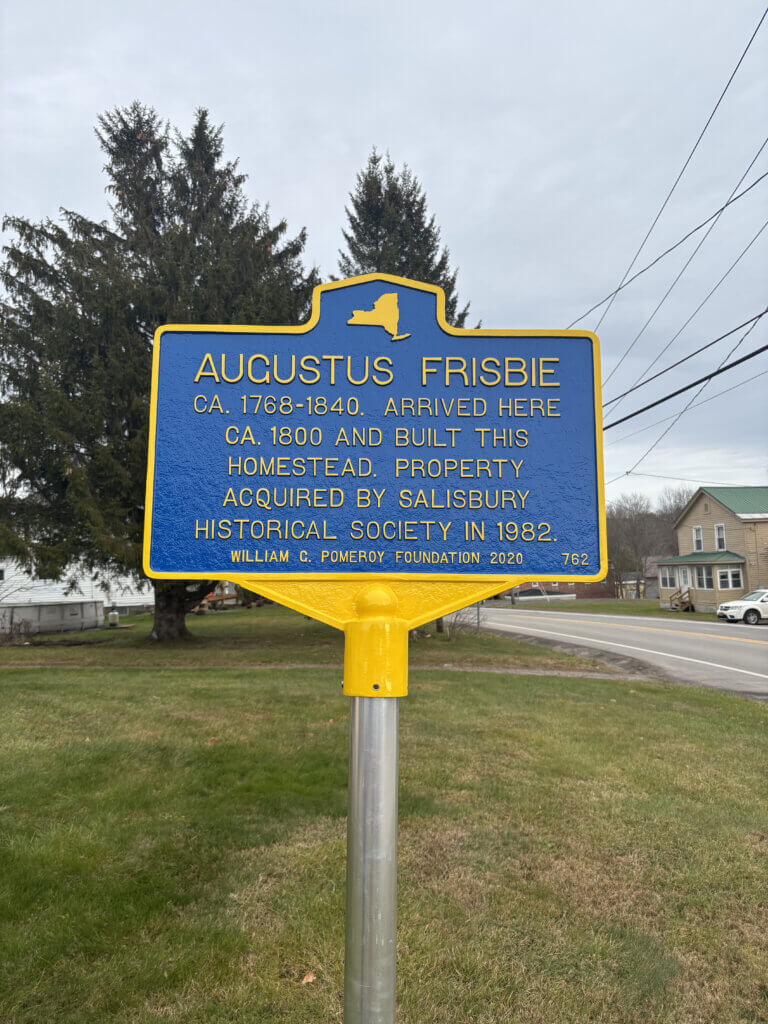 AUGUSTUS FRISBIE
CA. 1768-1840. ARRIVED HERE
CA. 1800 AND BUILT THIS
HOMESTEAD. PROPERTY
ACQUIRED BY SALISBURY
HISTORICAL SOCIETY IN 1982.
WILLIAM G. POMEROY FOUNDATION 2020 762